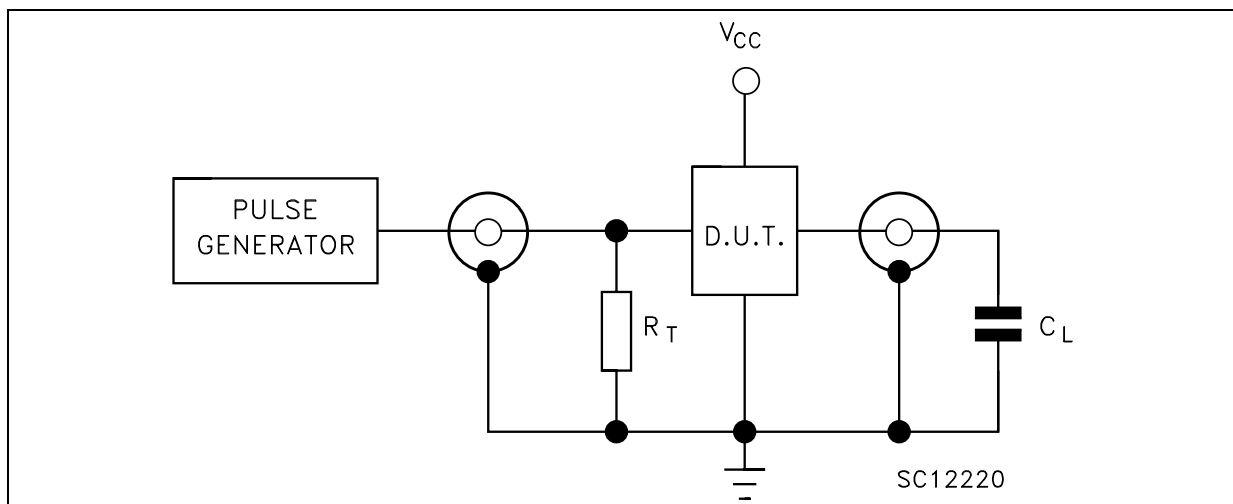 VCC
PULSE
GENERATOR
D.U.T.
RT
CL
SC12220